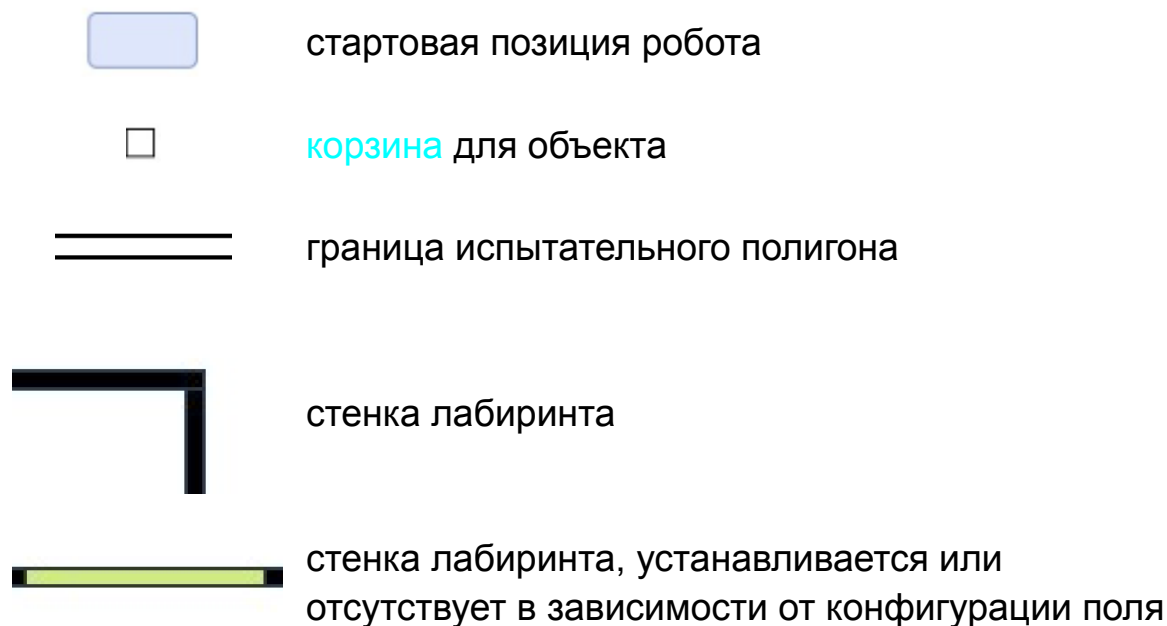 стартовая позиция робота
корзина для объекта
граница испытательного полигона
стенка лабиринта
стенка лабиринта, устанавливается или
отсутствует в зависимости от конфигурации поля